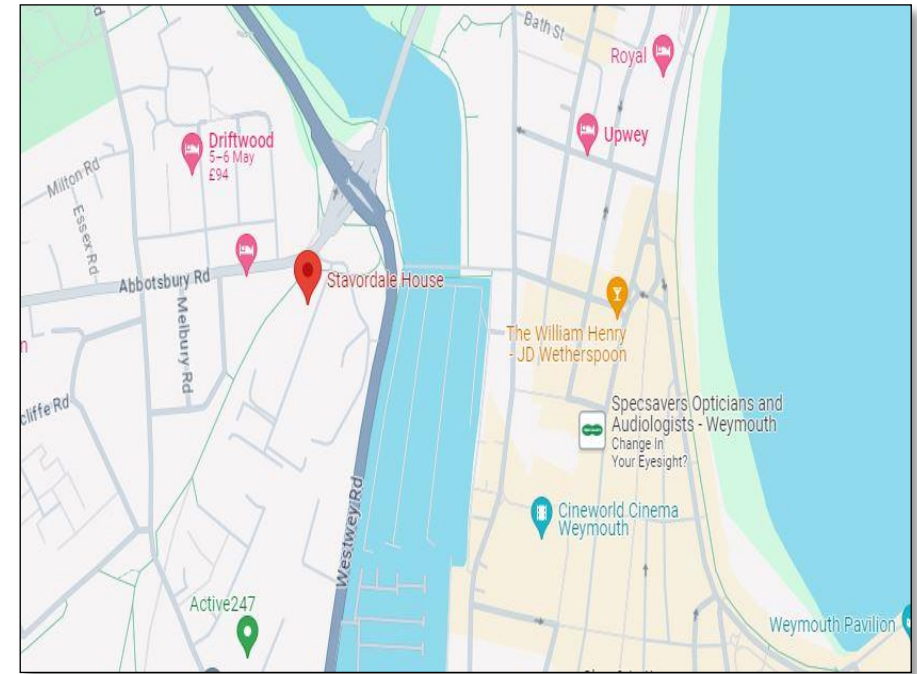 Bath St
Royal
Upwey
Driftwood
5–6 May
£94
Milton Rd
Essex Rd
Abbotsbury Rd
Melbury Rd
Stavordale House
The William Henry
- JD Wetherspoon
cliffe Rd
Specsavers Opticians and
Audiologists - Weymouth
Change In
Your Eyesight?
Westwey Rd
Cineworld Cinema
Weymouth
Active247
Weymouth Pavilion